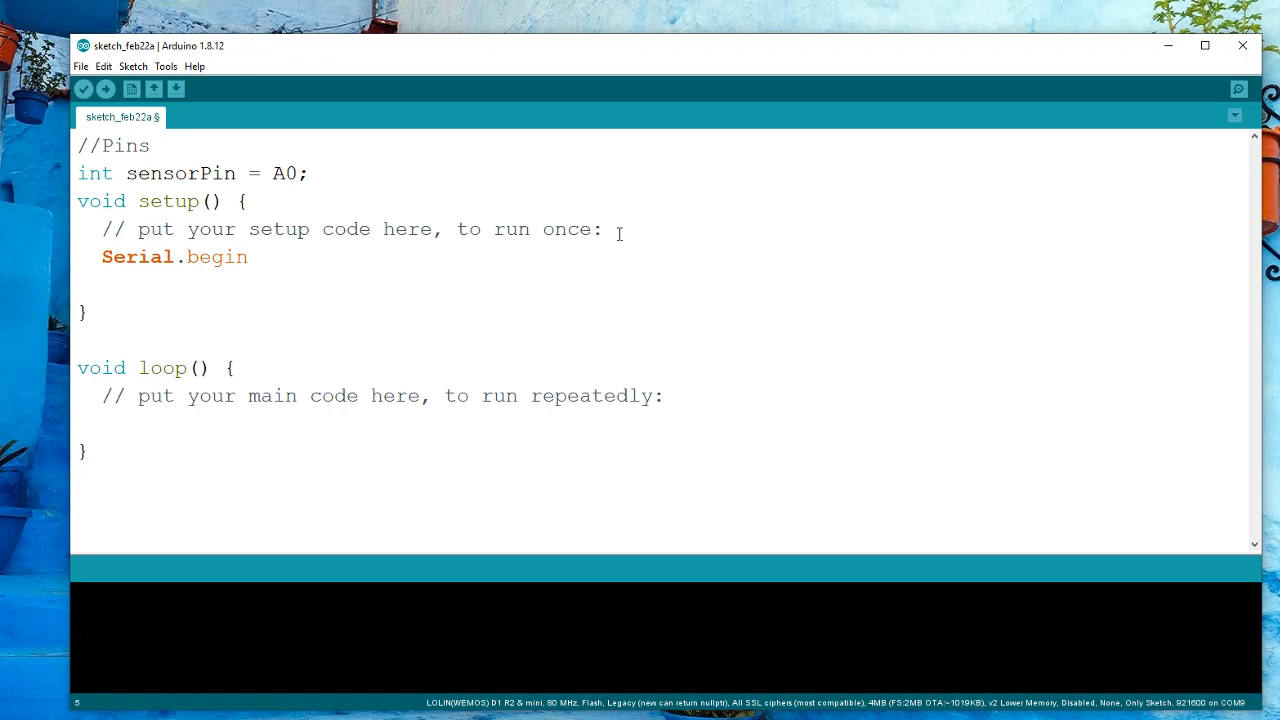 sketch_feb22a | Arduino 1.8.12
File Edit Sketch Tools Help
sketch_feb22a §
//Pins
int sensorPin = A0;
void setup() {
// put your setup code here, to run once:
Serial.begin
}
void loop() {
// put your main code here, to run repeatedly:
}
5 LOLIN(WEMOS) D1 R2 & mini, 80 MHz, Flash, Legacy (new can return nullptr), All SSL ciphers (most compatible), 4MB (FS:2MB OTA:~1019KB), v2 Lower Memory, Disabled, None, Only Sketch, 921600 on COM9